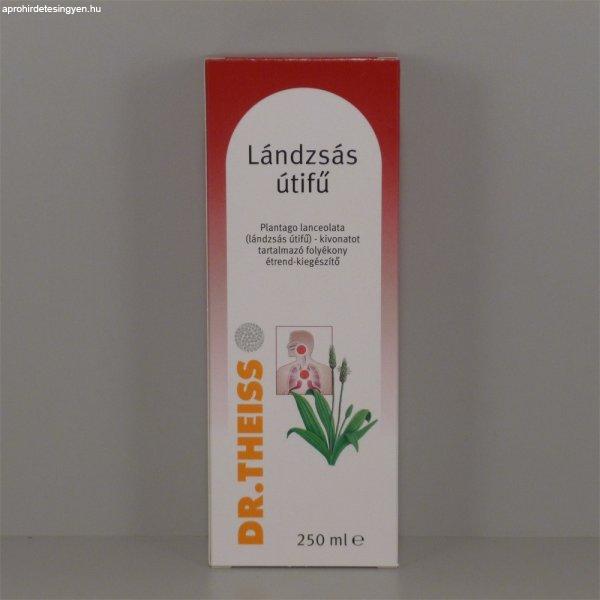 aprohirdetesingyen.hu
Lándzsás
útifű
Plantago lanceolata
(lándzsás útifű) - kivonatot
tartalmazó folyékony
étrend-kiegészítő
DR.THEISS
250 ml e